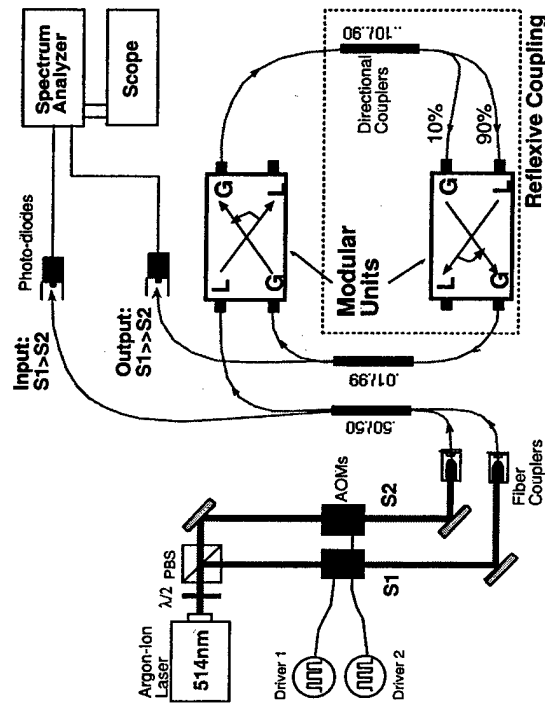 Argon-Ion
Laser
514nm
λ/2
PBS
Driver 1
Driver 2
AOMs
S1
S2
Fiber
Couplers
.50/.50
.01/.99
Input:
S1>S2
Output:
S1>>S2
Photo-diodes
Spectrum
Analyzer
Scope
L
G
G
L
Modular
Units
L
G
G
L
Directional
Couplers
..10/.90
10%
90%
Reflexive Coupling